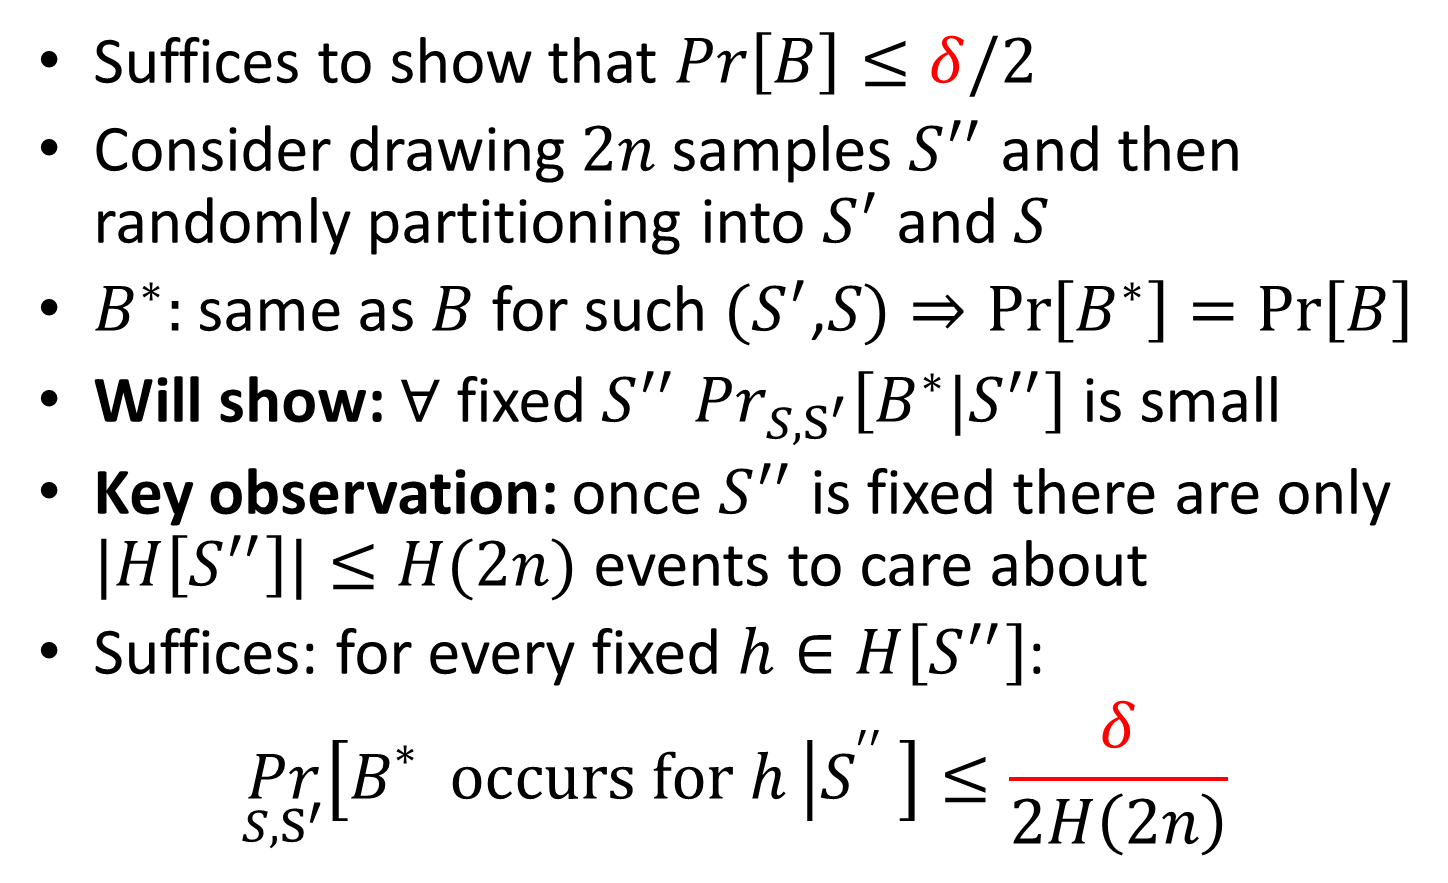 • Suffices to show that Pr[B] ≤ δ/2
• Consider drawing 2n samples S′′ and then
randomly partitioning into S′ and S
• B*: same as B for such (S′,S) ⇒ Pr[B*] = Pr[B]
• Will show: ∀ fixed S′′ Pr_{S,S′}[B*|S′′] is small
• Key observation: once S′′ is fixed there are only
|H[S′′]| ≤ H(2n) events to care about
• Suffices: for every fixed h ∈ H[S′′]:
Pr_{S,S′}[B* occurs for h |S′′] ≤ δ/2H(2n)